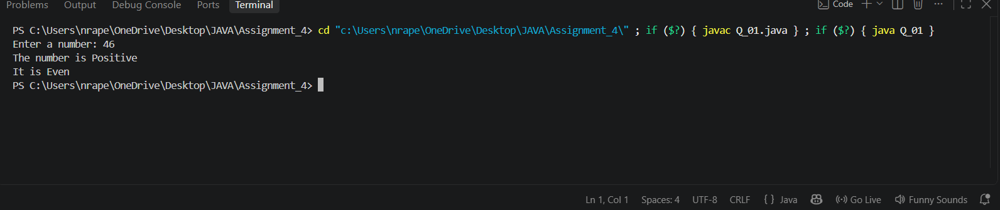 Problems Output Debug Console Ports Terminal Code
PS C:\Users\nrape\OneDrive\Desktop\JAVA\Assignment_4> cd "c:\Users\nrape\OneDrive\Desktop\JAVA\Assignment_4\" ; if ($?) { javac Q_01.java } ; if ($?) { java Q_01 }
Enter a number: 46
The number is Positive
It is Even
PS C:\Users\nrape\OneDrive\Desktop\JAVA\Assignment_4>
Ln 1, Col 1 Spaces: 4 UTF-8 CRLF { } Java Go Live Funny Sounds